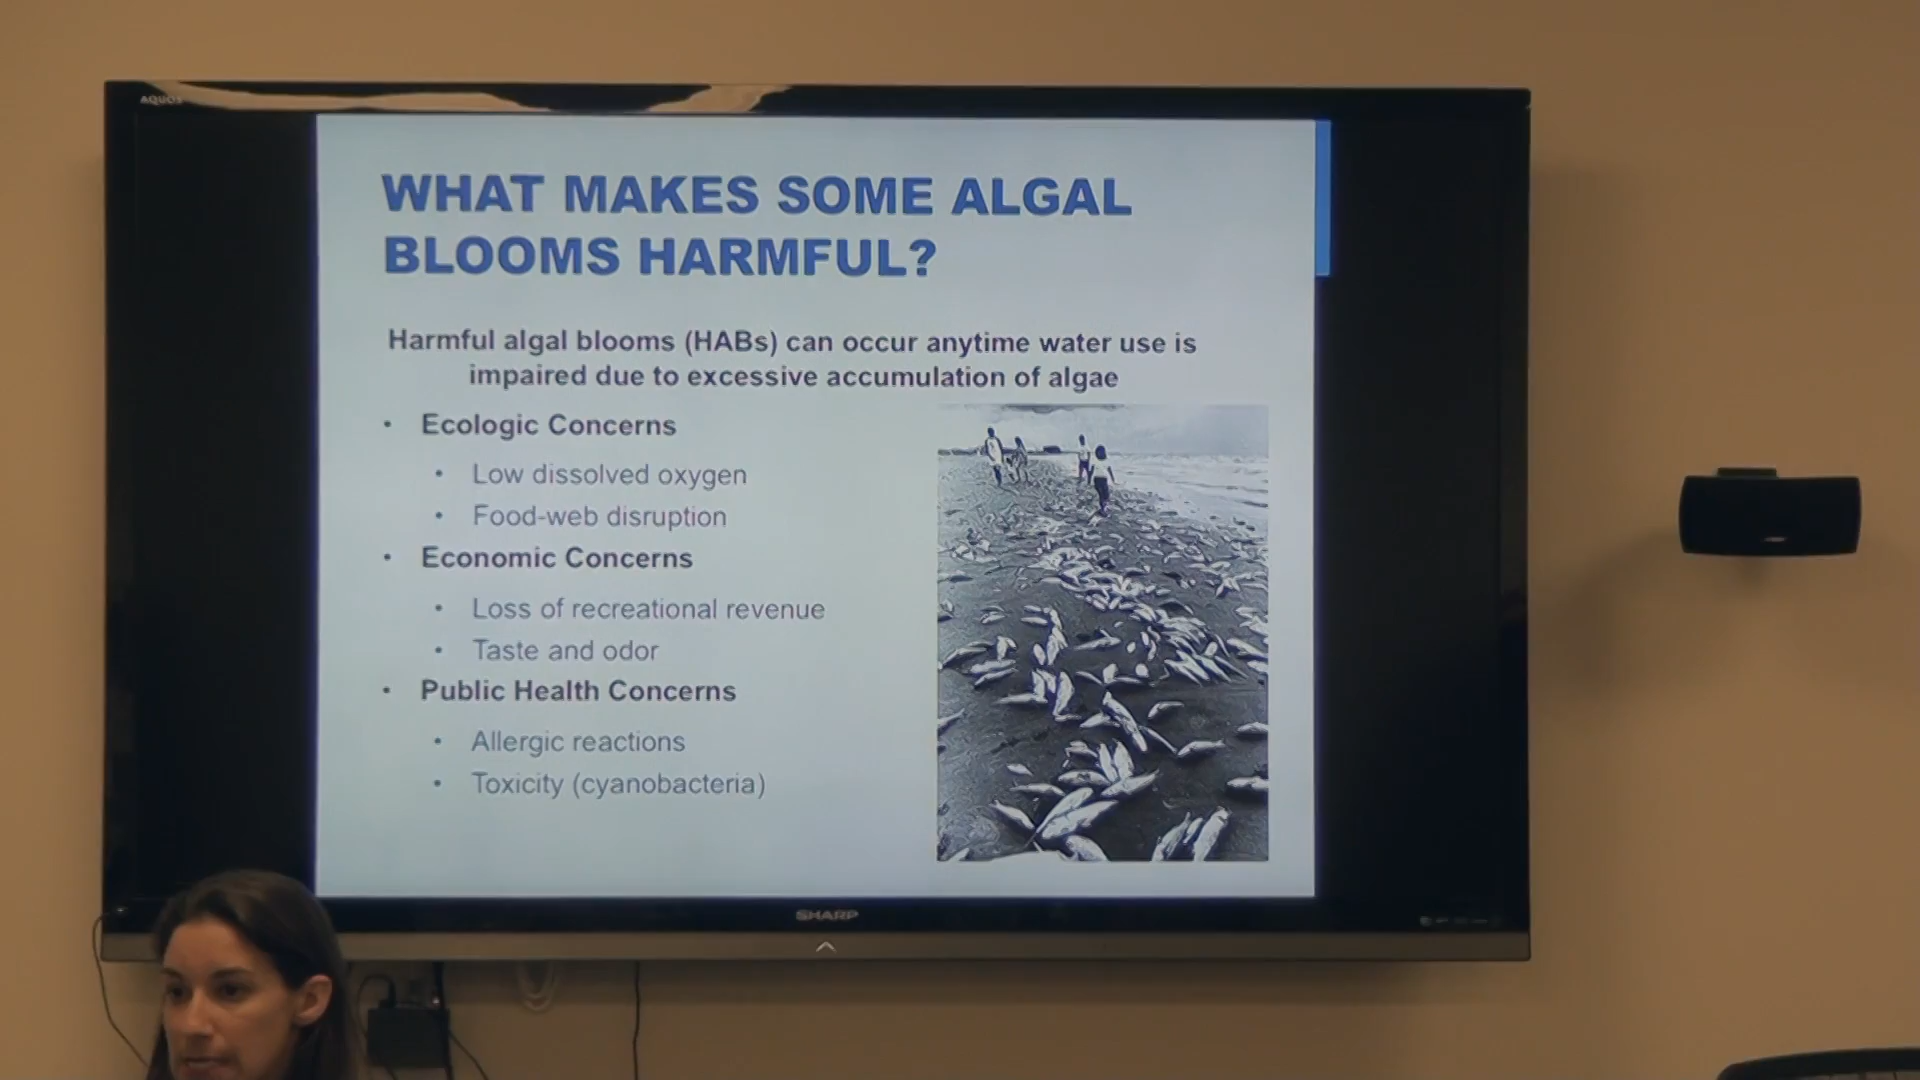 AQUOS
WHAT MAKES SOME ALGAL
BLOOMS HARMFUL?
Harmful algal blooms (HABs) can occur anytime water use is
impaired due to excessive accumulation of algae
• Ecologic Concerns
• Low dissolved oxygen
• Food-web disruption
• Economic Concerns
• Loss of recreational revenue
• Taste and odor
• Public Health Concerns
• Allergic reactions
• Toxicity (cyanobacteria)
SHARP